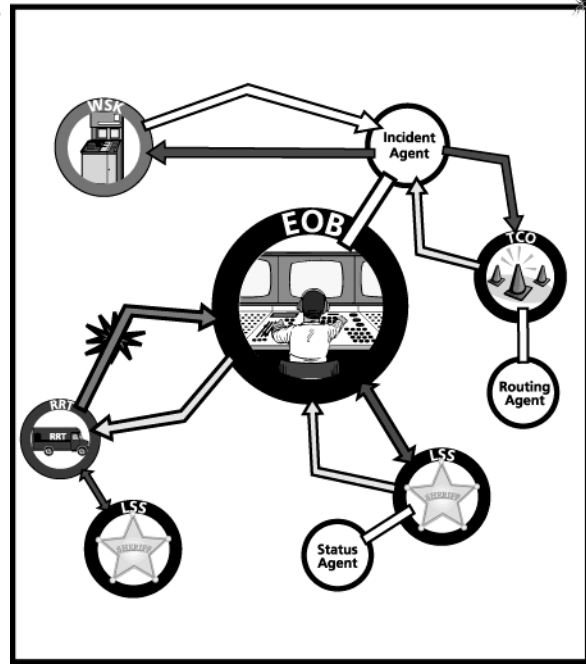 WSK
Incident
Agent
EOB
TCO
Routing
Agent
RRT
RRT
LSS
SHERIFF
LSS
SHERIFF
Status
Agent